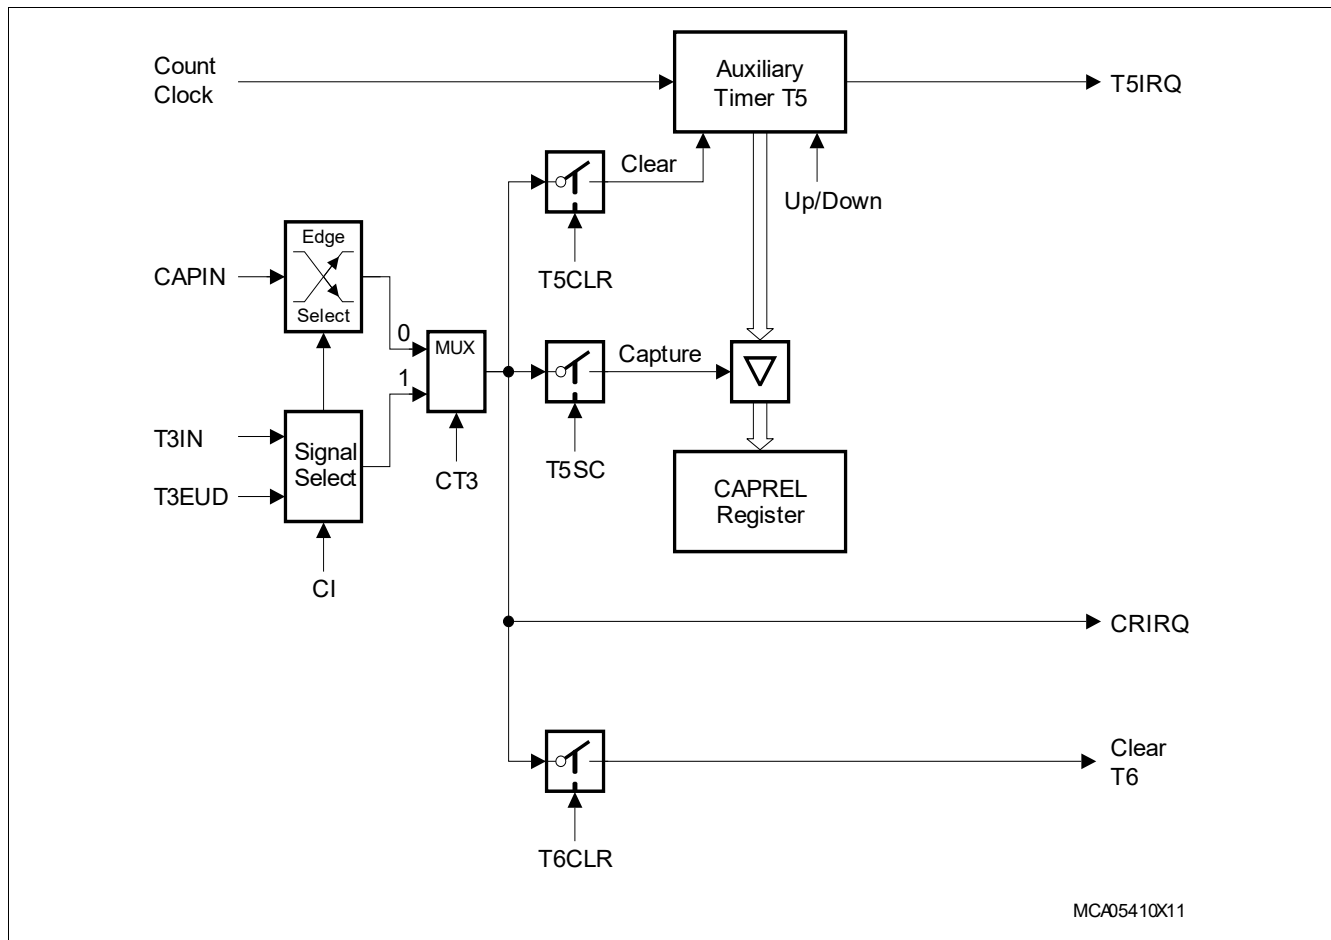 Count
Clock
Auxiliary
Timer T5
T5IRQ
Clear
Up/Down
T5CLR
Edge
Select
CAPIN
0
MUX
1
Capture
T3IN
T3EUD
Signal
Select
CT3
T5SC
CAPREL
Register
CI
CRIRQ
Clear
T6
T6CLR
MCA05410X11